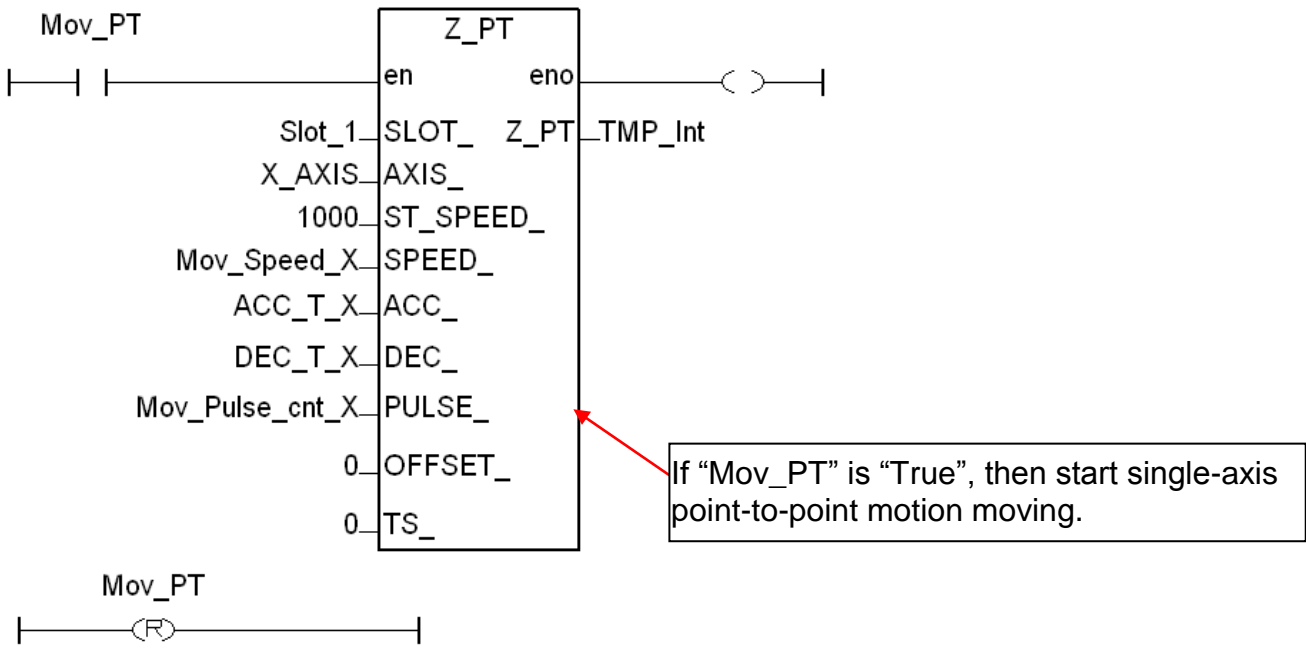 Mov_PT
Z_PT
en eno
Slot_1 SLOT_ Z_PT TMP_Int
X_AXIS AXIS_
1000 ST_SPEED_
Mov_Speed_X SPEED_
ACC_T_X ACC_
DEC_T_X DEC_
Mov_Pulse_cnt_X PULSE_
0 OFFSET_
0 TS_
If “Mov_PT” is “True”, then start single-axis
point-to-point motion moving.
Mov_PT
(R)